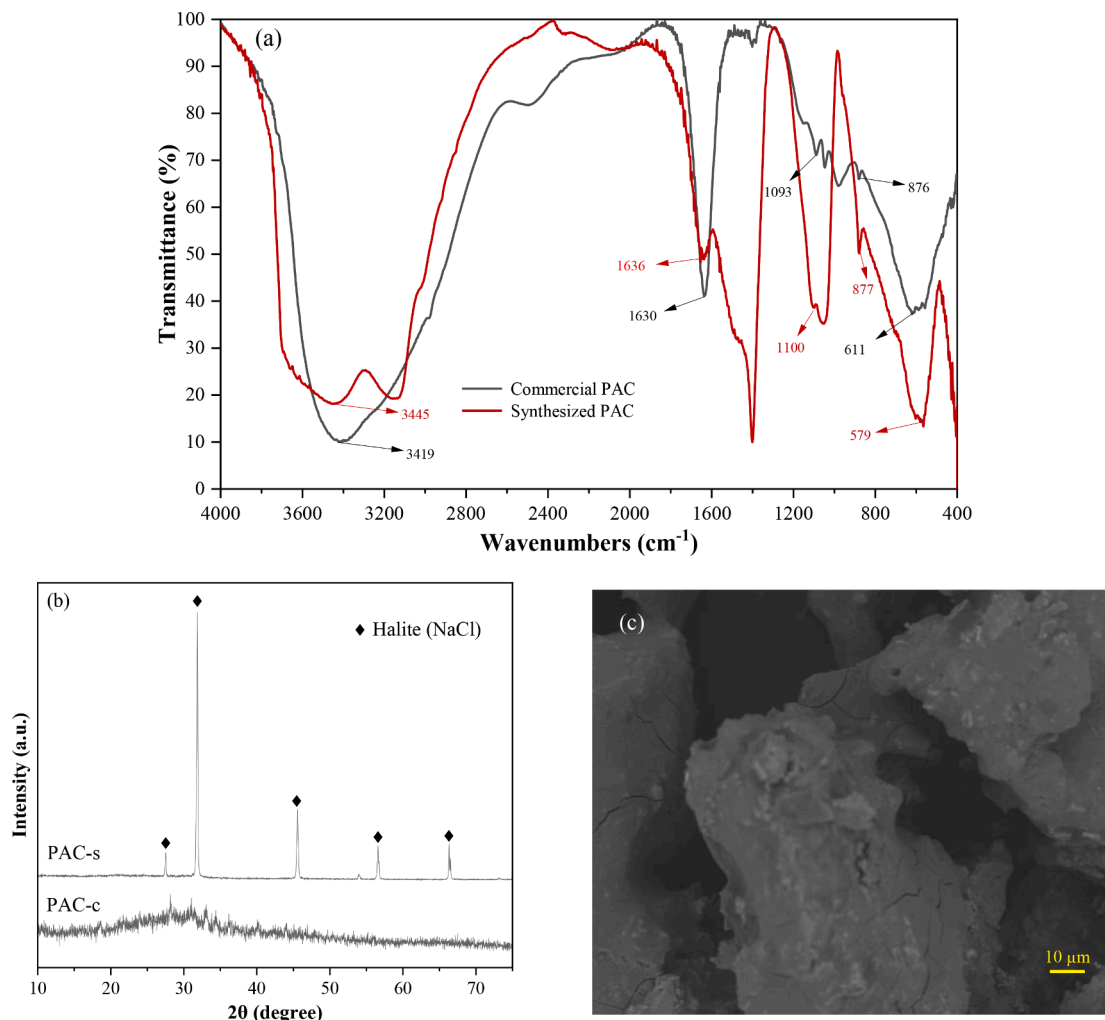 (a)
100
90
80
70
60
50
40
30
20
10
0
Transmittance (%)
1093
876
1636
877
1630
1100
611
Commercial PAC
Synthesized PAC
3445
579
3419
4000 3600 3200 2800 2400 2000 1600 1200 800 400
Wavenumbers (cm⁻¹)
(b)
♦ Halite (NaCl)
Intensity (a.u.)
PAC-s
PAC-c
10 20 30 40 50 60 70
2θ (degree)
(c)
10 µm